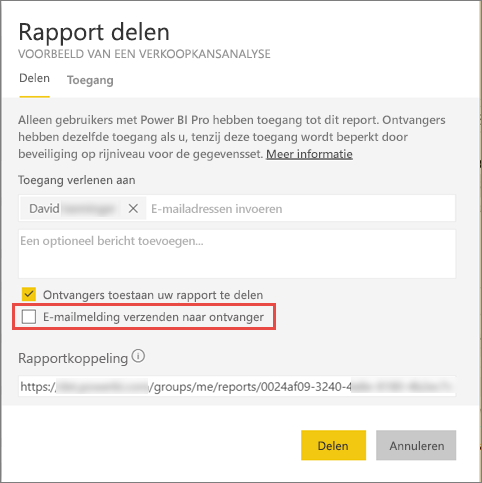 Rapport delen
VOORBEELD VAN EEN VERKOOPKANSANALYSE
Delen Toegang
Alleen gebruikers met Power BI Pro hebben toegang tot dit report. Ontvangers
hebben dezelfde toegang als u, tenzij deze toegang wordt beperkt door
beveiliging op rijniveau voor de gegevensset. Meer informatie
Toegang verlenen aan
David E-mailadressen invoeren
Een optioneel bericht toevoegen...
Ontvangers toestaan uw rapport te delen
E-mailmelding verzenden naar ontvanger
Rapportkoppeling
https:/ /groups/me/reports/0024af09-3240-4
Delen Annuleren